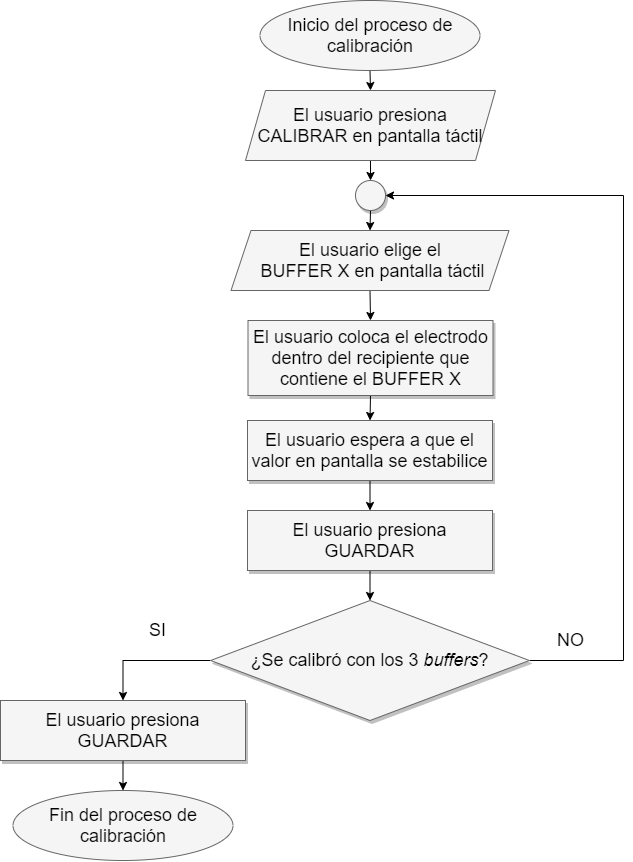 Inicio del proceso de
calibración
El usuario presiona
CALIBRAR en pantalla táctil
El usuario elige el
BUFFER X en pantalla táctil
El usuario coloca el electrodo
dentro del recipiente que
contiene el BUFFER X
El usuario espera a que el
valor en pantalla se estabilice
El usuario presiona
GUARDAR
¿Se calibró con los 3 buffers?
SI
NO
El usuario presiona
GUARDAR
Fin del proceso de
calibración